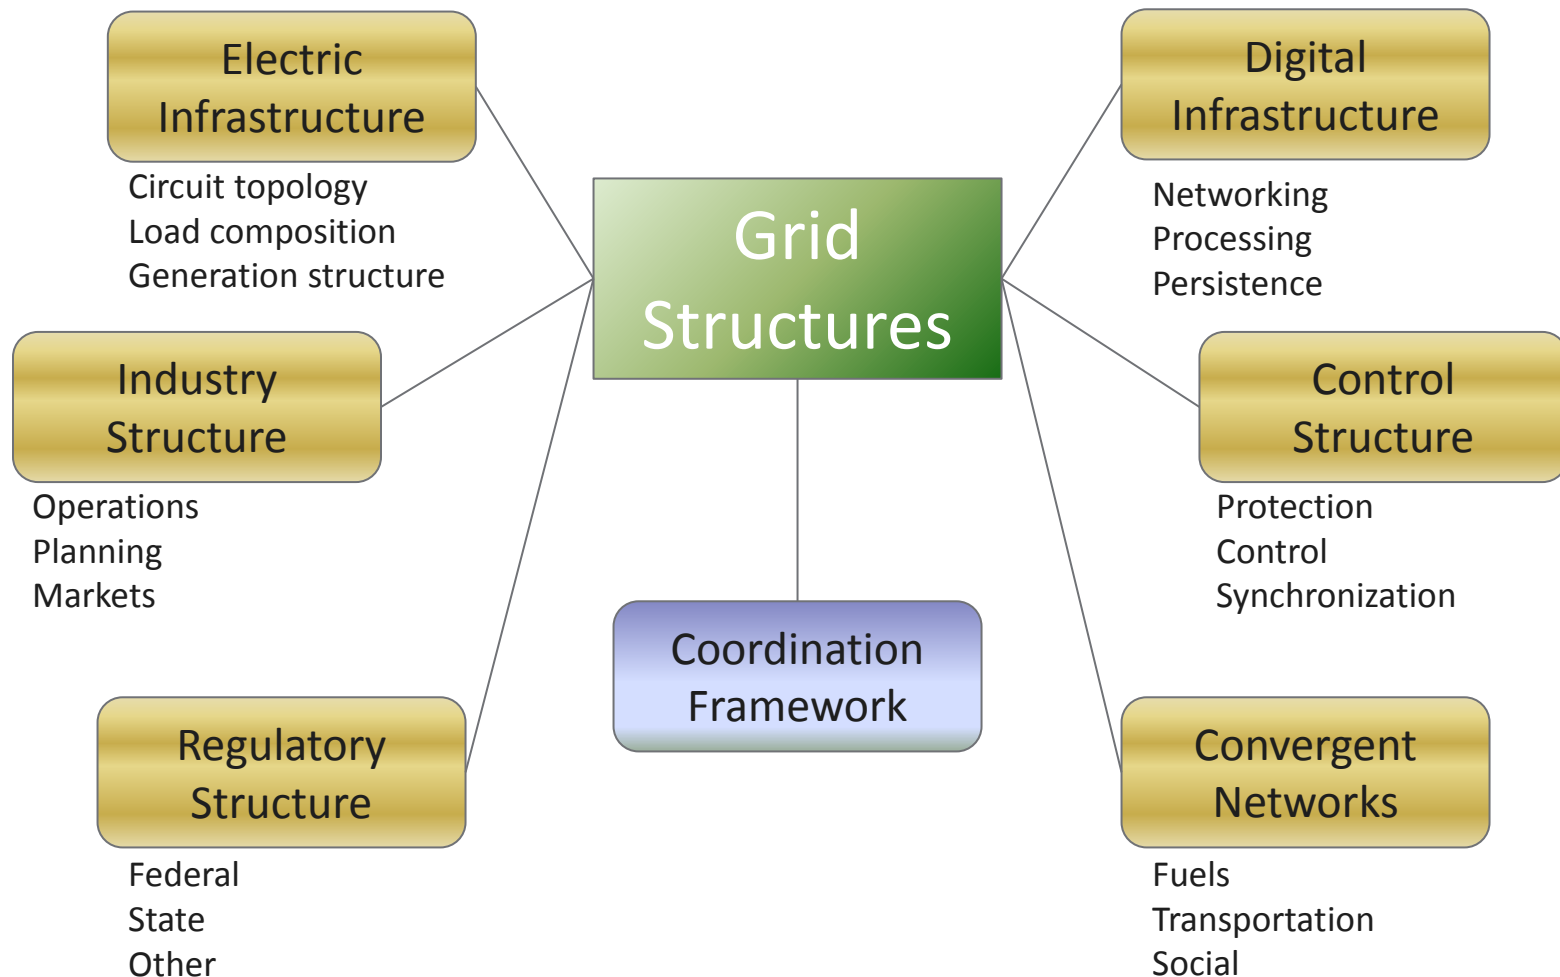 Electric
Infrastructure
Circuit topology
Load composition
Generation structure
Industry
Structure
Operations
Planning
Markets
Regulatory
Structure
Federal
State
Other
Grid
Structures
Coordination
Framework
Digital
Infrastructure
Networking
Processing
Persistence
Control
Structure
Protection
Control
Synchronization
Convergent
Networks
Fuels
Transportation
Social